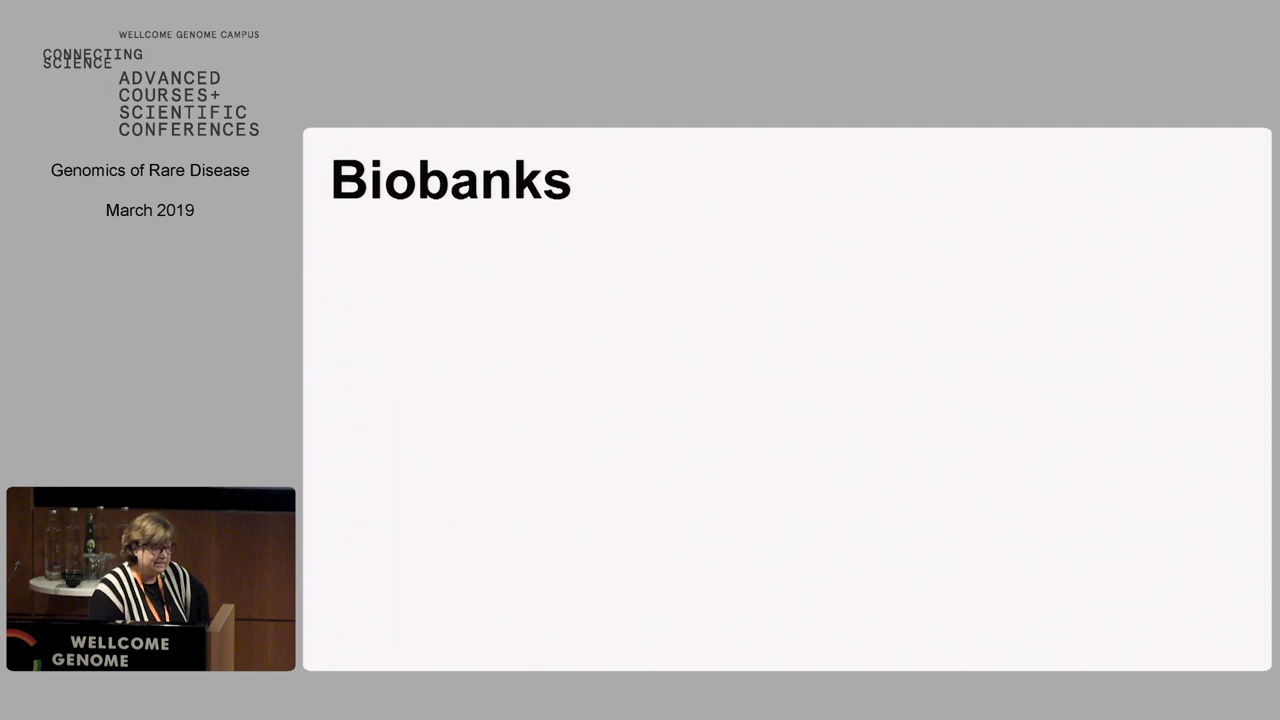 WELLCOME GENOME CAMPUS
CONNECTING
SCIENCE
ADVANCED
COURSES+
SCIENTIFIC
CONFERENCES
Genomics of Rare Disease
March 2019
Biobanks
WELLCOME
GENOME